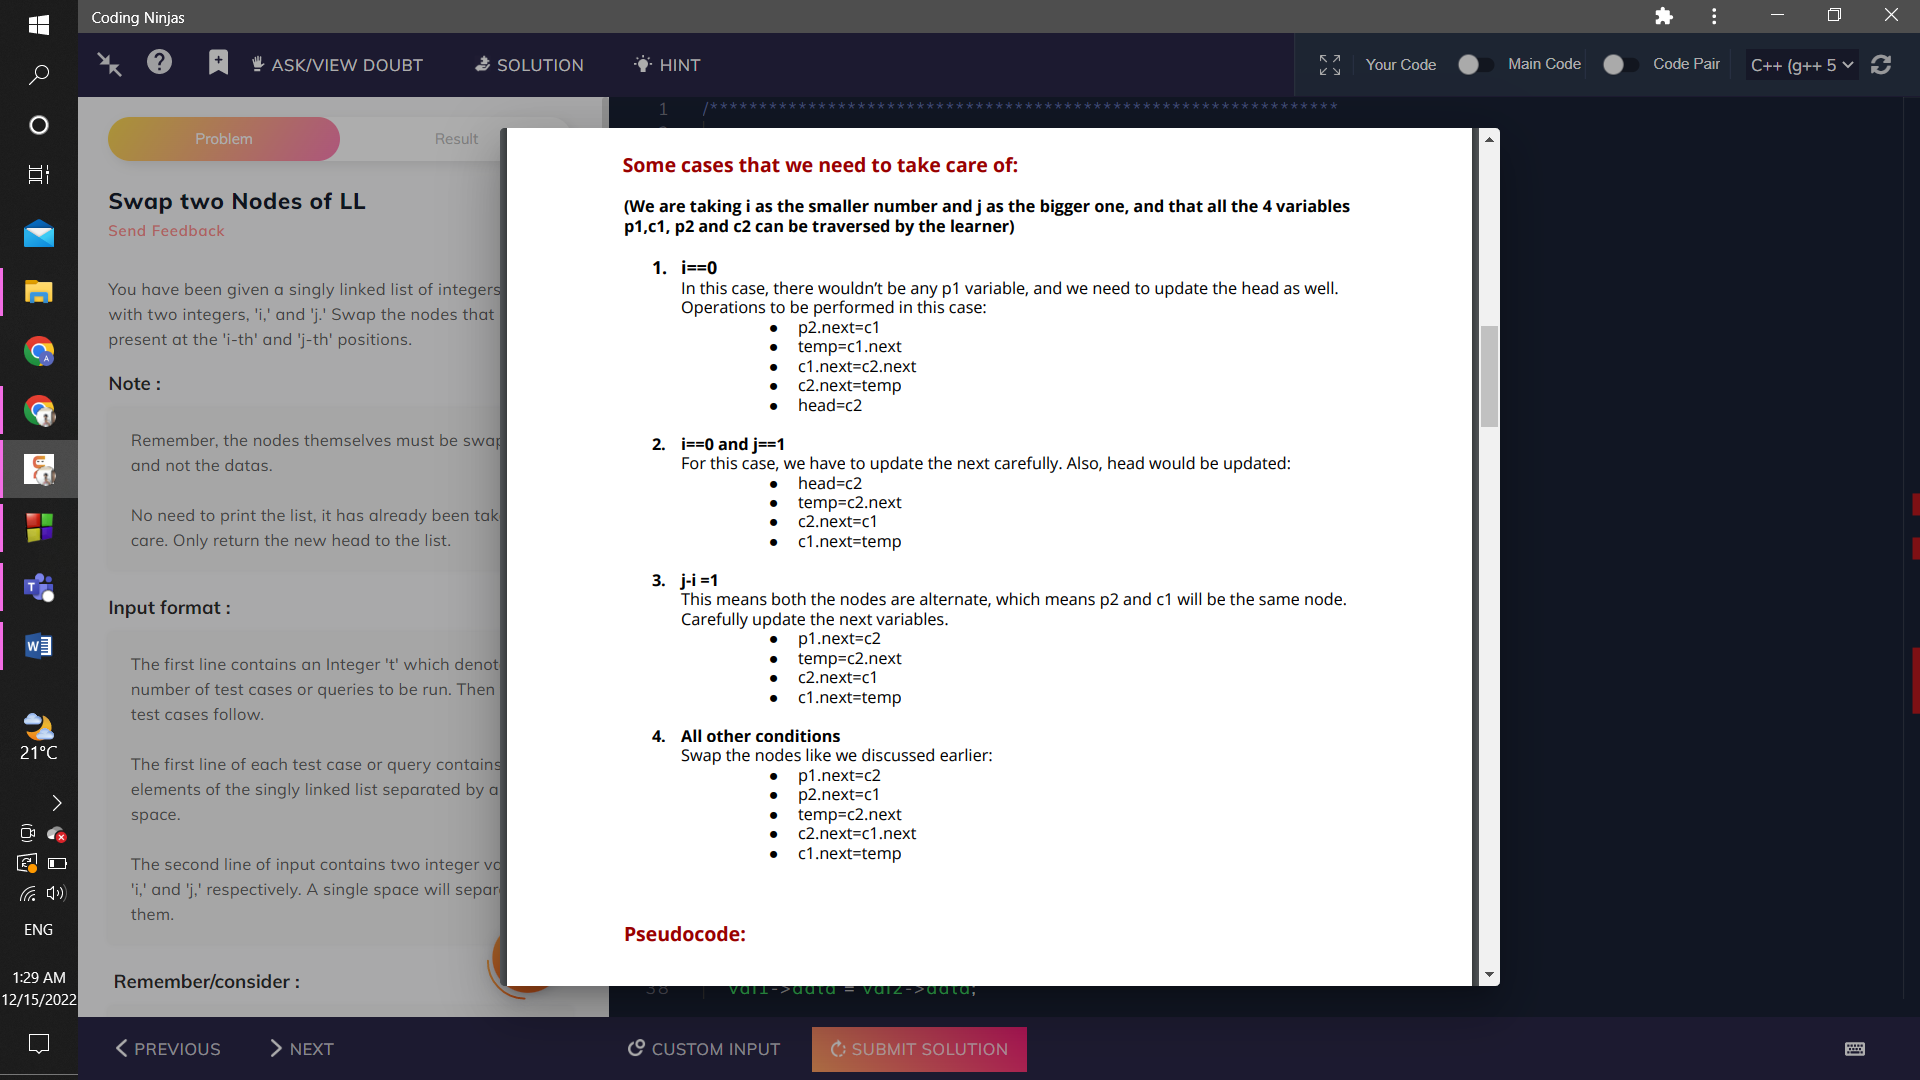 Coding Ninjas
ASK/VIEW DOUBT
SOLUTION
HINT
Your Code
Main Code
Code Pair
C++ (g++ 5
Problem
Result
Swap two Nodes of LL
Send Feedback
You have been given a singly linked list of integers
with two integers, 'i,' and 'j.' Swap the nodes that
present at the 'i-th' and 'j-th' positions.
Note :
Remember, the nodes themselves must be swap
and not the datas.
No need to print the list, it has already been tak
care. Only return the new head to the list.
Input format :
The first line contains an Integer 't' which denot
number of test cases or queries to be run. Then
test cases follow.
The first line of each test case or query contains
elements of the singly linked list separated by a
space.
The second line of input contains two integer va
'i,' and 'j,' respectively. A single space will separ
them.
Remember/consider :
1 /****************************************************************
Some cases that we need to take care of:
(We are taking i as the smaller number and j as the bigger one, and that all the 4 variables
p1,c1, p2 and c2 can be traversed by the learner)
1. i==0
In this case, there wouldn't be any p1 variable, and we need to update the head as well.
Operations to be performed in this case:
● p2.next=c1
● temp=c1.next
● c1.next=c2.next
● c2.next=temp
● head=c2
2. i==0 and j==1
For this case, we have to update the next carefully. Also, head would be updated:
● head=c2
● temp=c2.next
● c2.next=c1
● c1.next=temp
3. j-i =1
This means both the nodes are alternate, which means p2 and c1 will be the same node.
Carefully update the next variables.
● p1.next=c2
● temp=c2.next
● c2.next=c1
● c1.next=temp
4. All other conditions
Swap the nodes like we discussed earlier:
● p1.next=c2
● p2.next=c1
● temp=c2.next
● c2.next=c1.next
● c1.next=temp
Pseudocode:
38 val1->data = val2->data;
PREVIOUS
NEXT
CUSTOM INPUT
SUBMIT SOLUTION
21°C
ENG
1:29 AM
12/15/2022